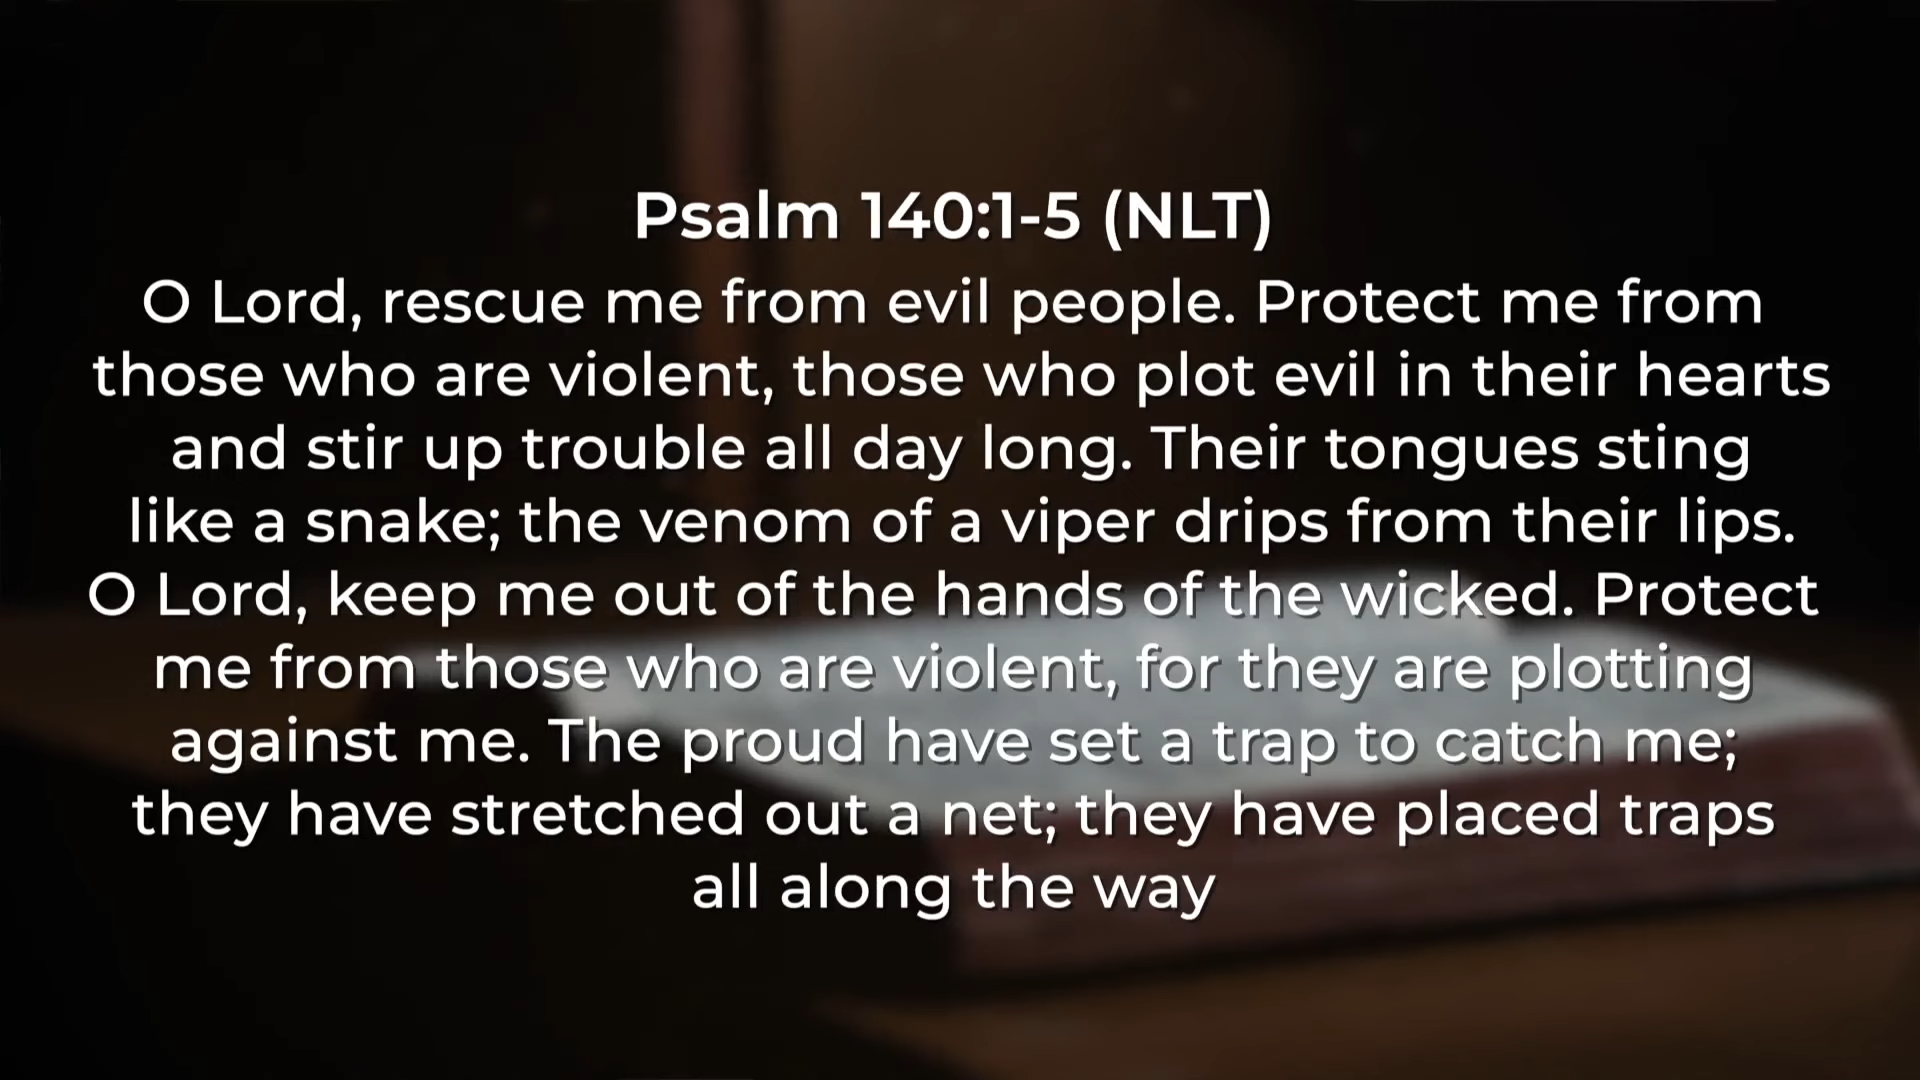 Psalm 140:1-5 (NLT)
O Lord, rescue me from evil people. Protect me from
those who are violent, those who plot evil in their hearts
and stir up trouble all day long. Their tongues sting
like a snake; the venom of a viper drips from their lips.
O Lord, keep me out of the hands of the wicked. Protect
me from those who are violent, for they are plotting
against me. The proud have set a trap to catch me;
they have stretched out a net; they have placed traps
all along the way